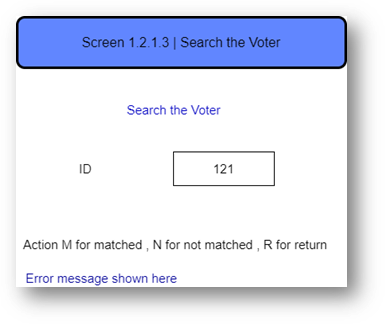 Screen 1.2.1.3 | Search the Voter
Search the Voter
ID 121
Action M for matched , N for not matched , R for return
Error message shown here